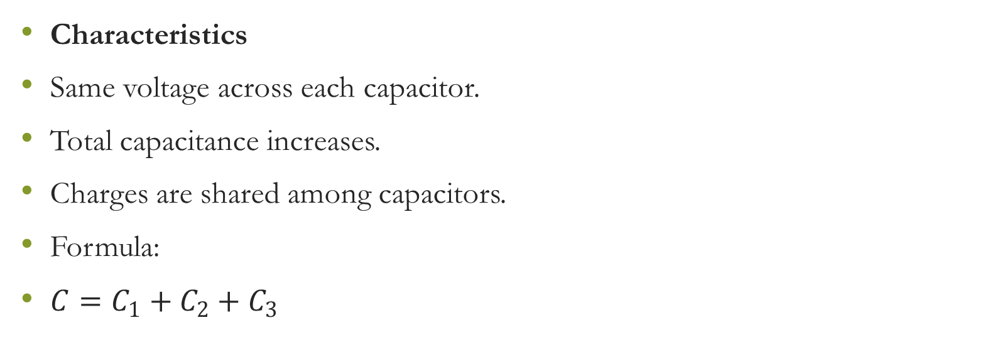 • Characteristics
• Same voltage across each capacitor.
• Total capacitance increases.
• Charges are shared among capacitors.
• Formula:
• C = C₁ + C₂ + C₃